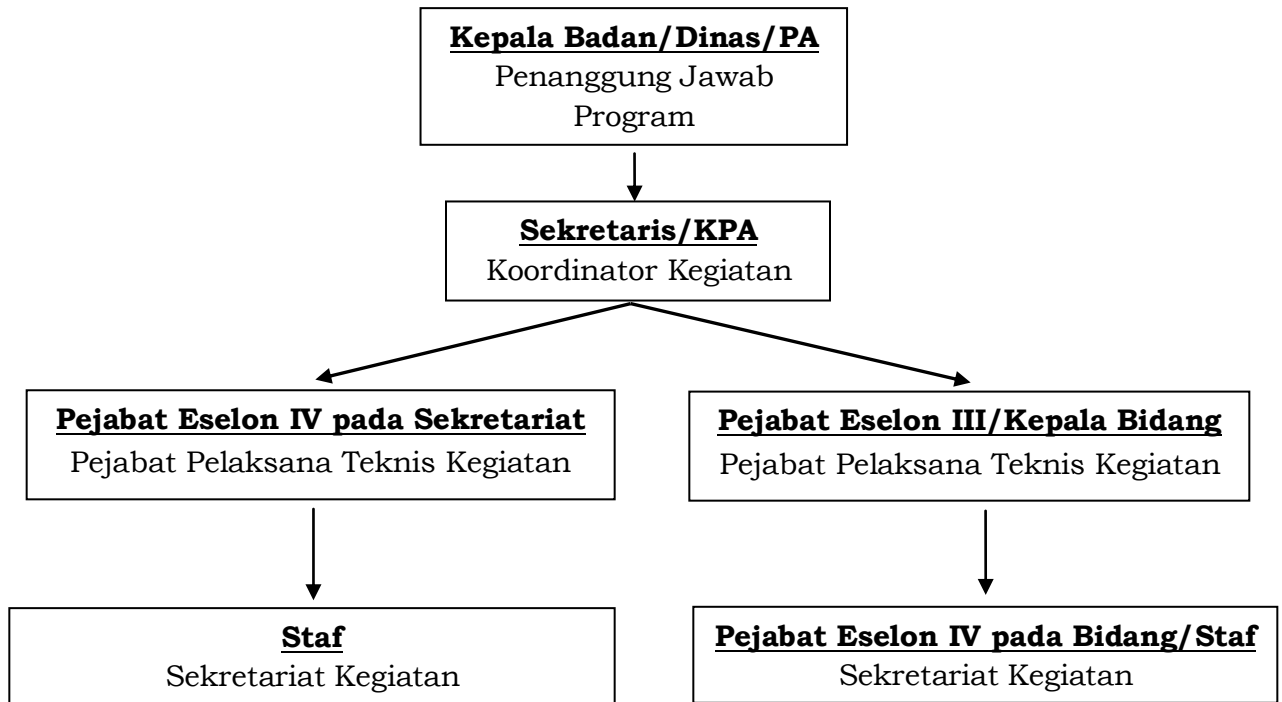 Kepala Badan/Dinas/PA
Penanggung Jawab
Program
Sekretaris/KPA
Koordinator Kegiatan
Pejabat Eselon IV pada Sekretariat
Pejabat Pelaksana Teknis Kegiatan
Pejabat Eselon III/Kepala Bidang
Pejabat Pelaksana Teknis Kegiatan
Staf
Sekretariat Kegiatan
Pejabat Eselon IV pada Bidang/Staf
Sekretariat Kegiatan